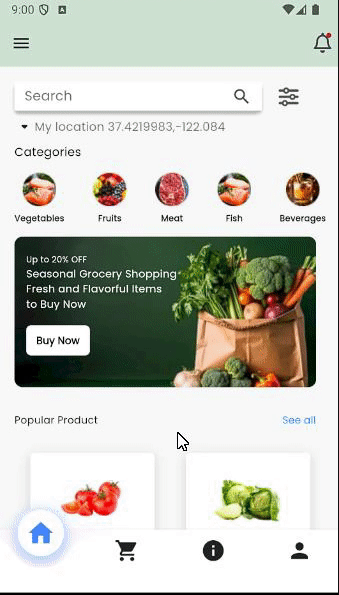 9:00
Search
My location 37.4219983,-122.084
Categories
Vegetables Fruits Meat Fish Beverages
Up to 20% OFF
Seasonal Grocery Shopping
Fresh and Flavorful Items
to Buy Now
Buy Now
Popular Product See all